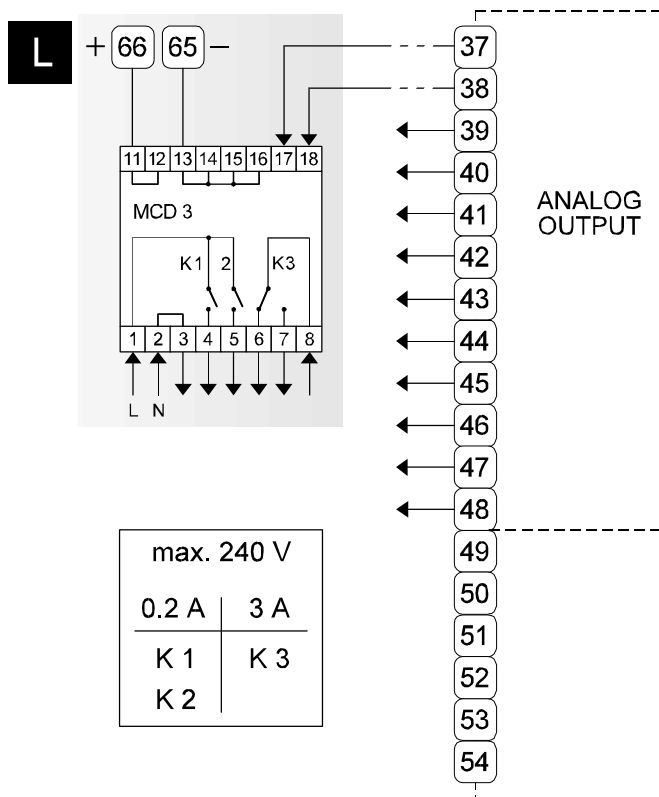 L
+ 66 65 −
11 12 13 14 15 16 17 18
MCD 3
K1 2 K3
1 2 3 4 5 6 7 8
L N
37
38
39
40
41
42
43
44
45
46
47
48
49
50
51
52
53
54
ANALOG
OUTPUT
max. 240 V
0.2 A 3 A
K 1 K 3
K 2